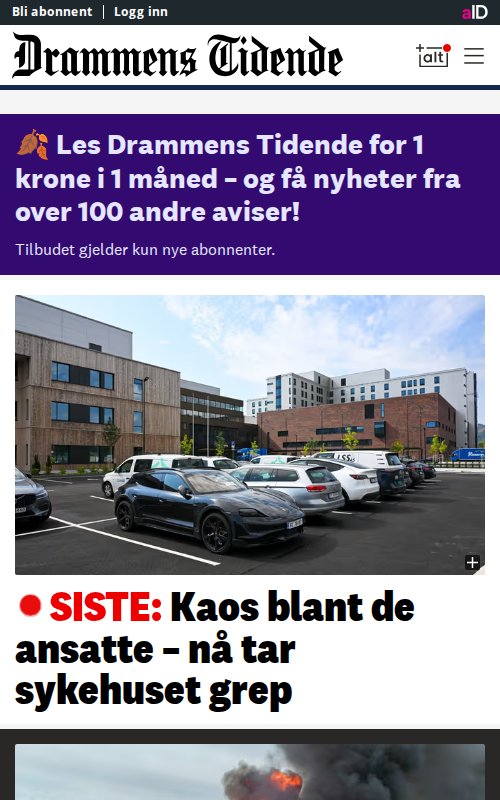 Bli abonnent | Logg inn
aID
Drammens Tidende
+alt
Les Drammens Tidende for 1
krone i 1 måned – og få nyheter fra
over 100 andre aviser!
Tilbudet gjelder kun nye abonnenter.
SISTE: Kaos blant de
ansatte – nå tar
sykehuset grep